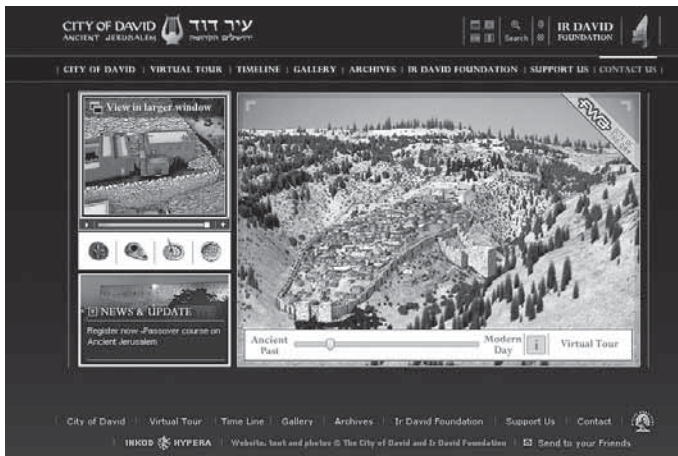 CITY OF DAVID
ANCIENT JERUSALEM
עיר דוד
ירושלים הקדומה
Search
IR DAVID
FOUNDATION
CITY OF DAVID | VIRTUAL TOUR | TIMELINE | GALLERY | ARCHIVES | IR DAVID FOUNDATION | SUPPORT US | CONTACT US
View in larger window
FWA
NEWS & UPDATE
Register now -Passover course on
Ancient Jerusalem
Ancient
Past
Modern
Day
i
Virtual Tour
City of David | Virtual Tour | Time Line | Gallery | Archives | Ir David Foundation | Support Us | Contact
INKOD HYPERA | Website, text and photos © The City of David and Ir David Foundation | Send to your Friends